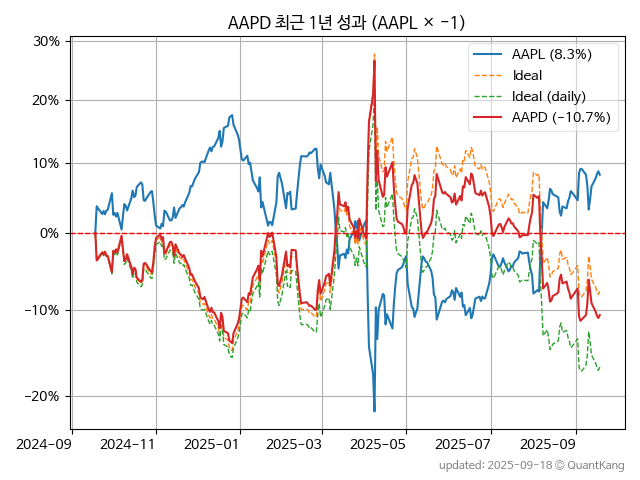 AAPD 최근 1년 성과 (AAPL × −1)
30%
20%
10%
0%
−10%
−20%
AAPL (8.3%)
Ideal
Ideal (daily)
AAPD (−10.7%)
2024-09
2024-11
2025-01
2025-03
2025-05
2025-07
2025-09
updated: 2025-09-18 © QuantKang